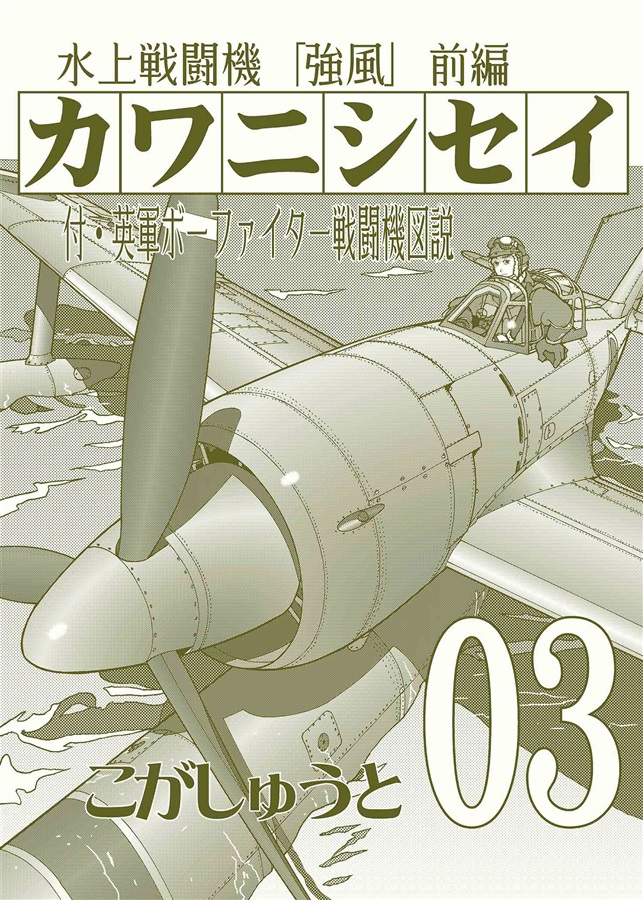 水上戦闘機「強風」前編
カワニシセイ
付・英軍ボーファイター戦闘機図説
03
こがしゅうと